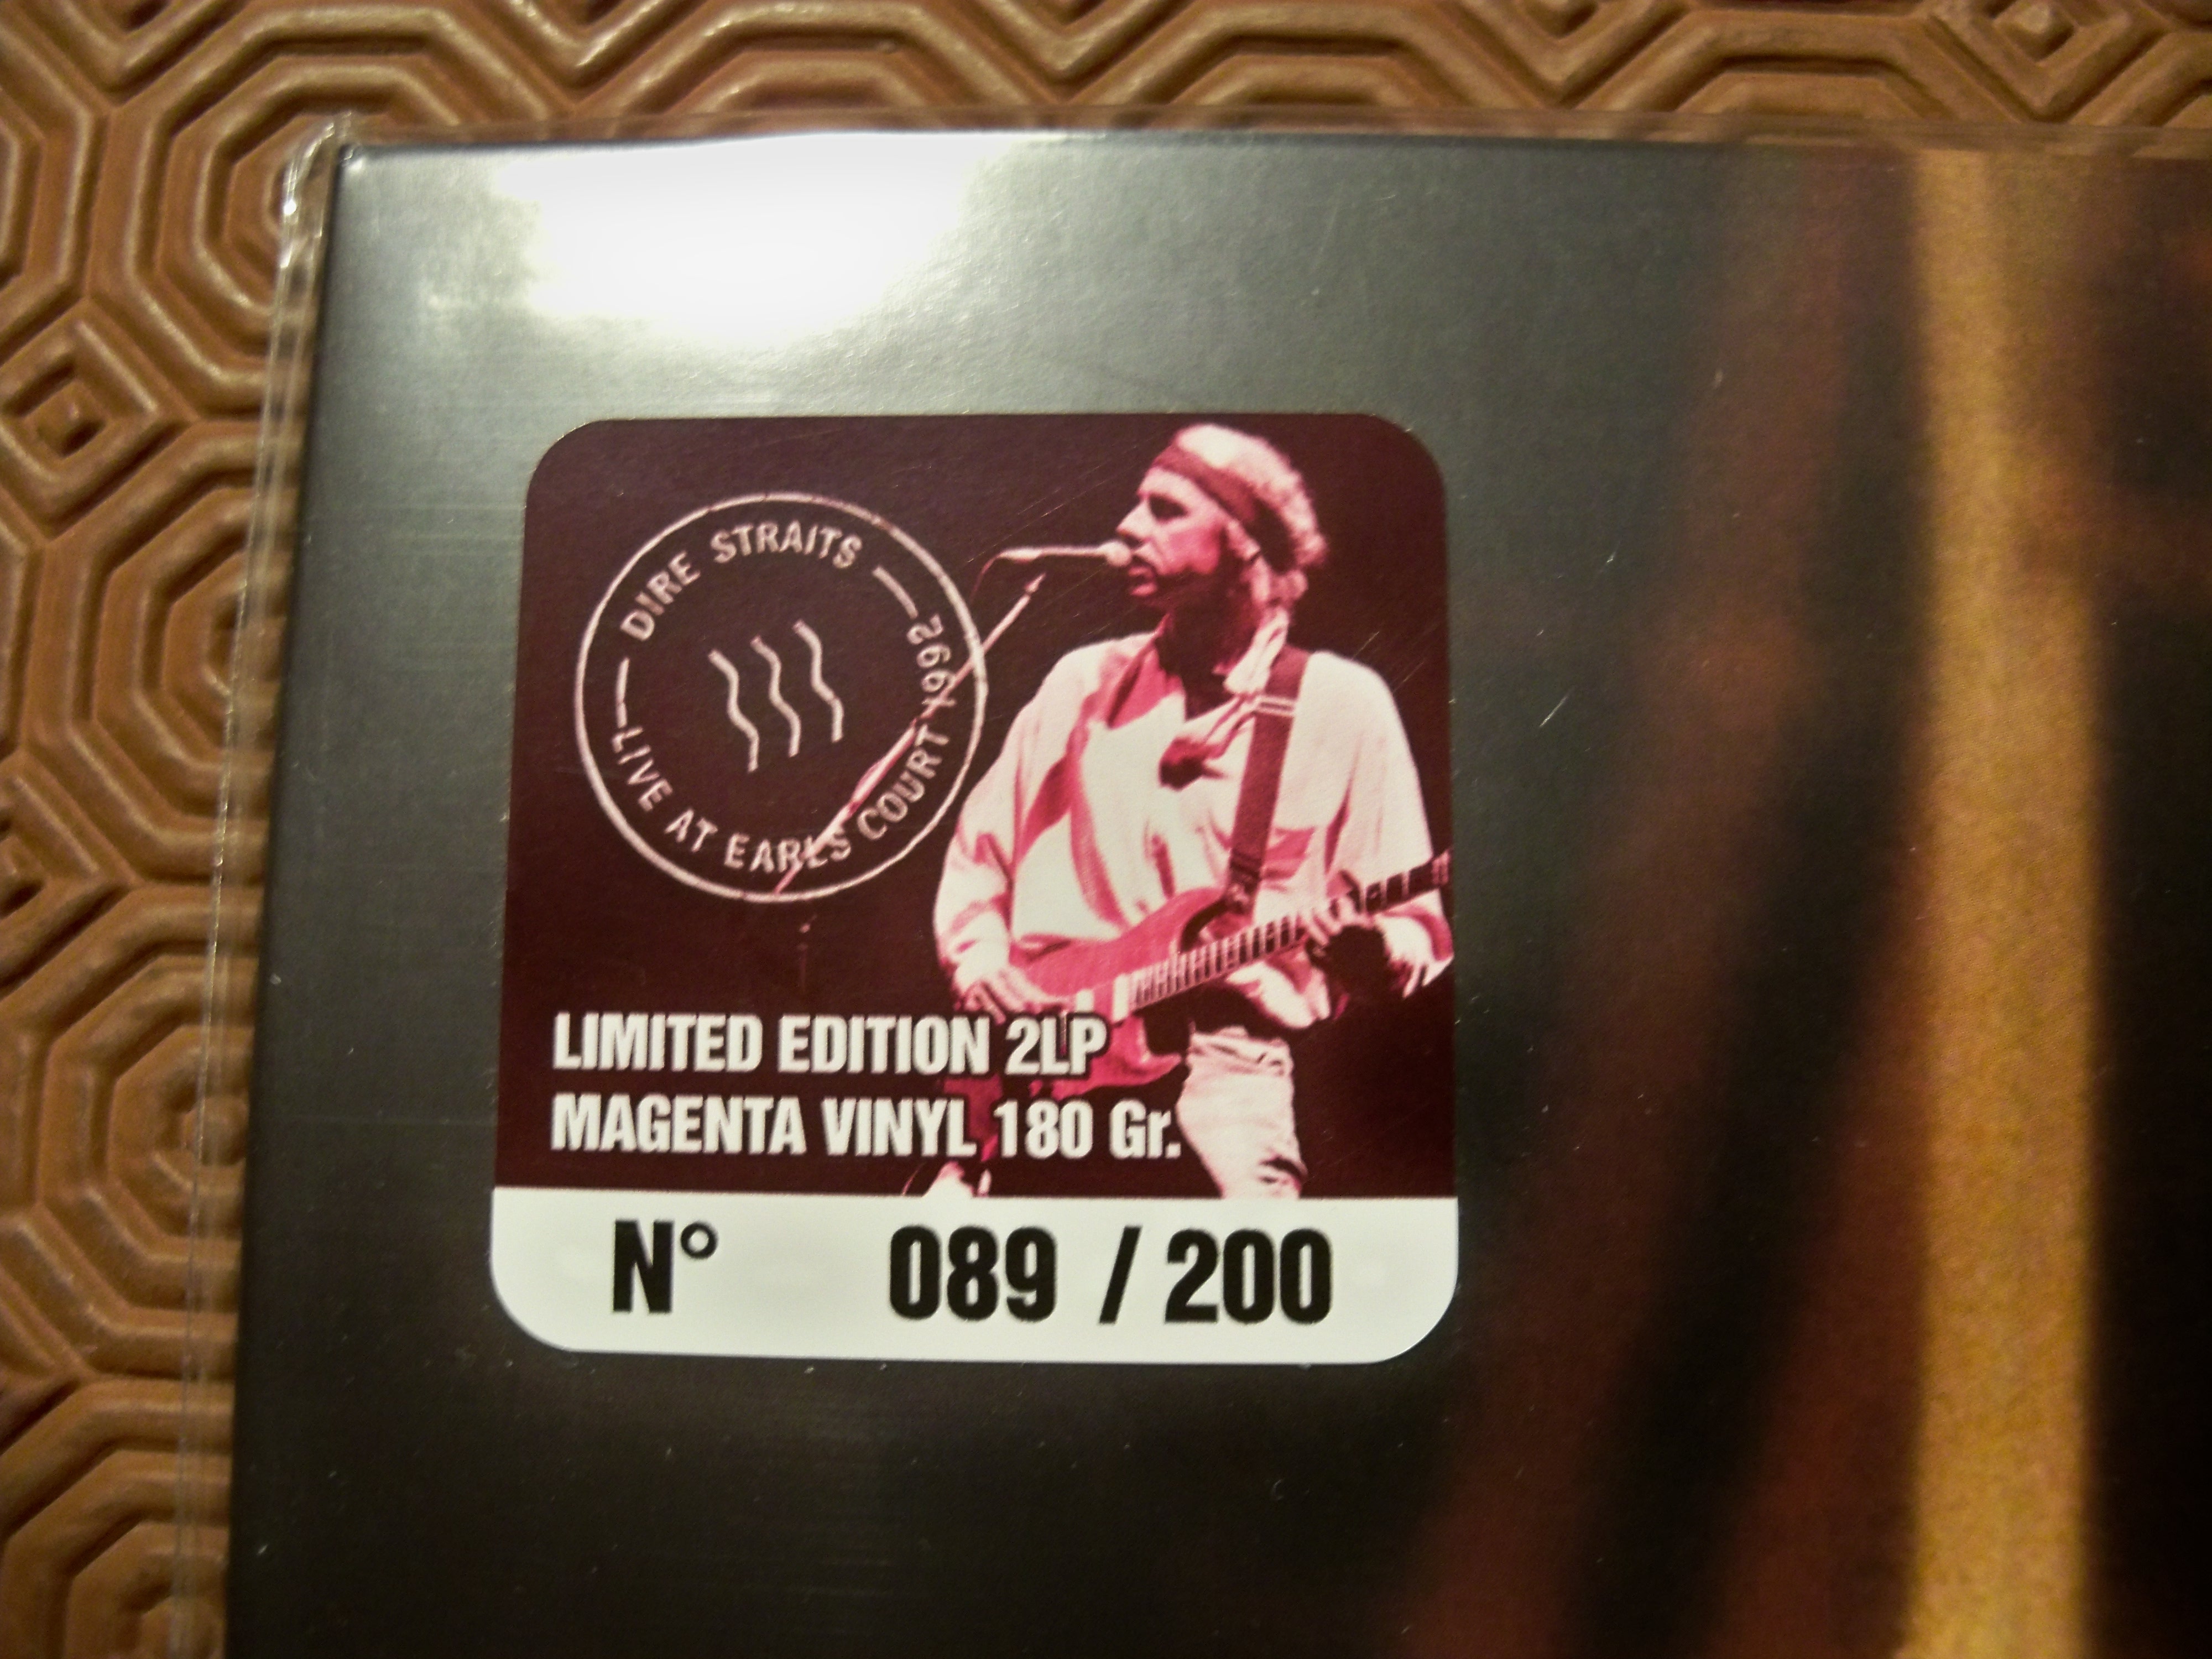 DIRE STRAITS
LIVE AT EARLS COURT 1992
LIMITED EDITION 2LP
MAGENTA VINYL 180 Gr.
N° 089 / 200